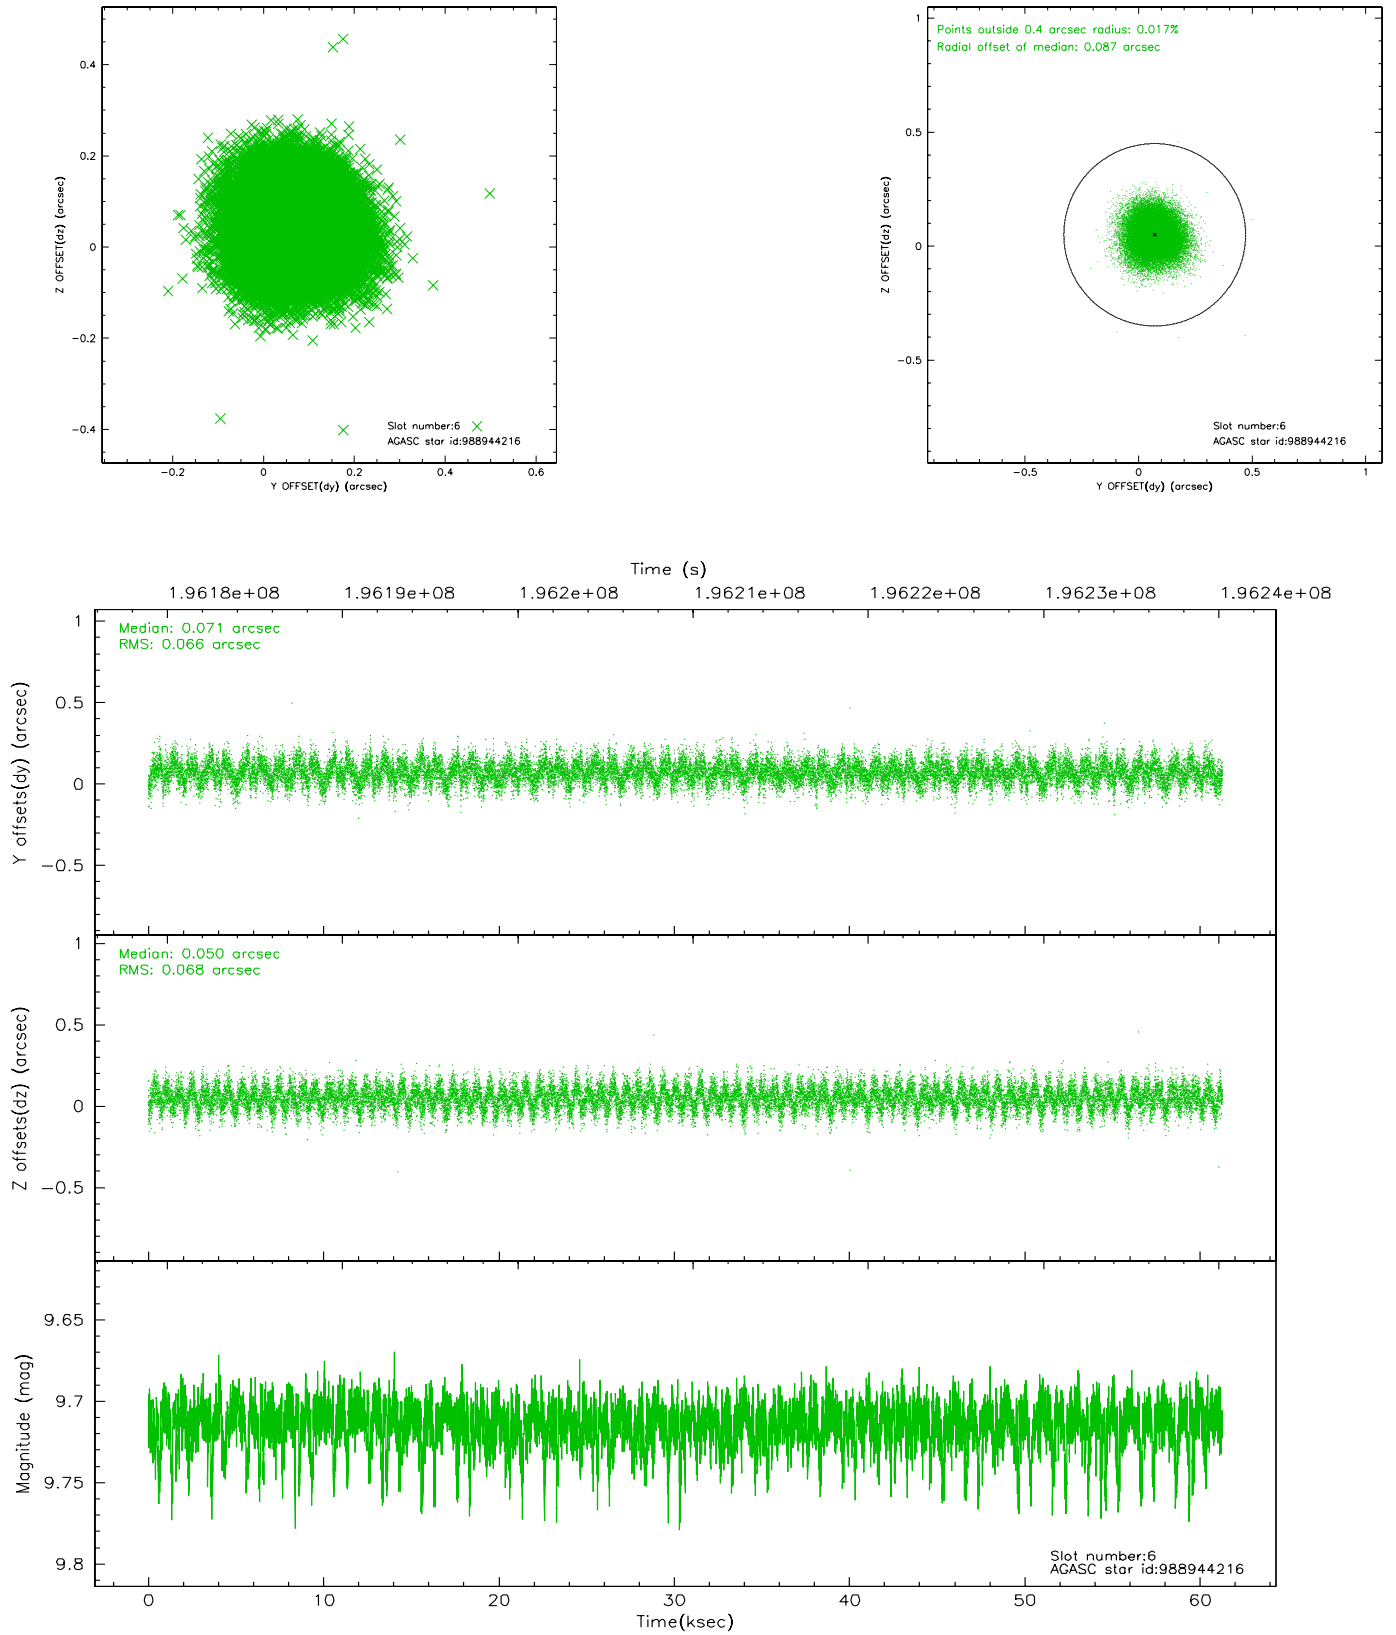 0.4
0.2
0
−0.2
−0.4
Z OFFSET(dz) (arcsec)
Slot number:6
AGASC star id:988944216
−0.2
0
0.2
0.4
0.6
Y OFFSET(dy) (arcsec)
Points outside 0.4 arcsec radius: 0.017%
Radial offset of median: 0.087 arcsec
1
0.5
0
−0.5
Z OFFSET(dz) (arcsec)
Slot number:6
AGASC star id:988944216
−0.5
0
0.5
1
Y OFFSET(dy) (arcsec)
Time (s)
1.9618e+08
1.9619e+08
1.962e+08
1.9621e+08
1.9622e+08
1.9623e+08
1.9624e+08
Median: 0.071 arcsec
RMS: 0.066 arcsec
1
0.5
0
−0.5
Y offsets(dy) (arcsec)
Median: 0.050 arcsec
RMS: 0.068 arcsec
1
0.5
0
−0.5
Z offsets(dz) (arcsec)
9.65
9.7
9.75
9.8
Magnitude (mag)
Slot number:6
AGASC star id:988944216
0
10
20
30
40
50
60
Time(ksec)